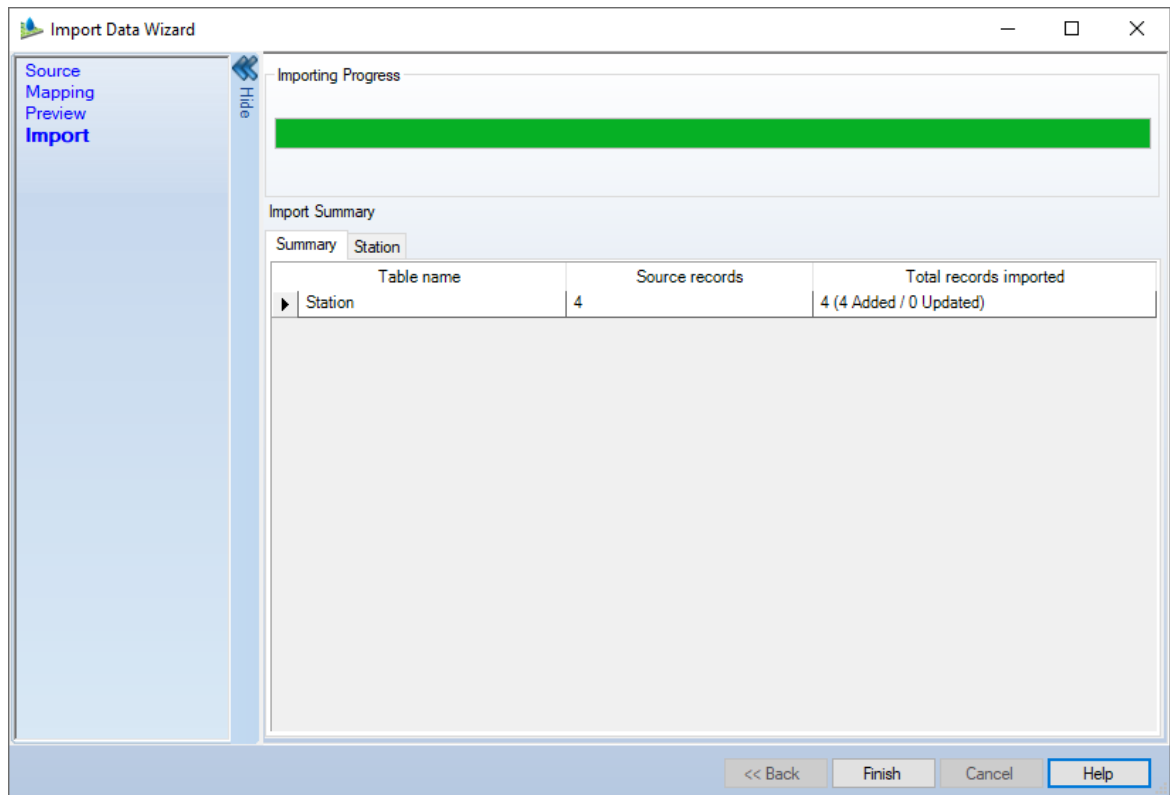 Import Data Wizard
Source
Mapping
Preview
Import
Hide
Importing Progress
Import Summary
Summary Station
Table name Source records Total records imported
Station 4 4 (4 Added / 0 Updated)
<< Back Finish Cancel Help